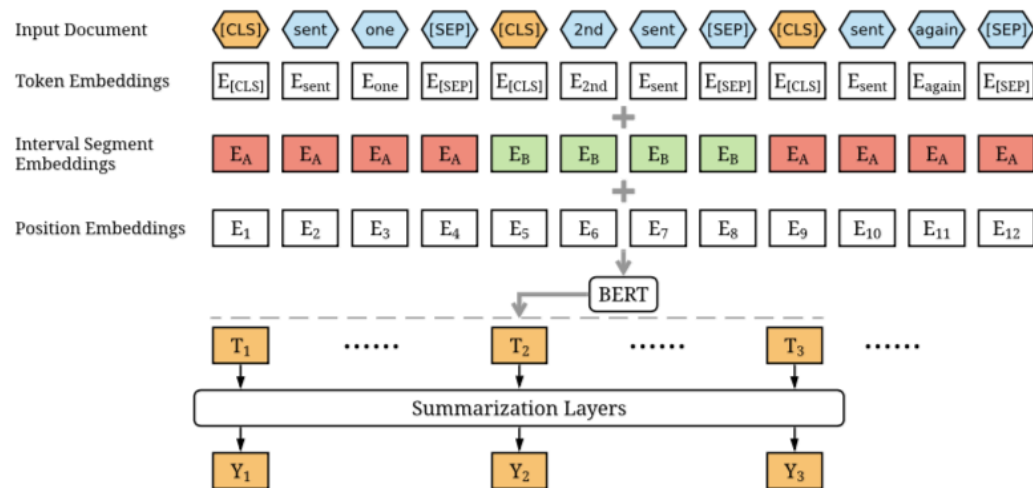 Input Document [CLS] sent one [SEP] [CLS] 2nd sent [SEP] [CLS] sent again [SEP]
Token Embeddings E[CLS] Esent Eone E[SEP] E[CLS] E2nd Esent E[SEP] E[CLS] Esent Eagain E[SEP]
+
Interval Segment
Embeddings EA EA EA EA EB EB EB EB EA EA EA EA
+
Position Embeddings E1 E2 E3 E4 E5 E6 E7 E8 E9 E10 E11 E12
BERT
T1 ...... T2 ...... T3 ......
Summarization Layers
Y1 Y2 Y3